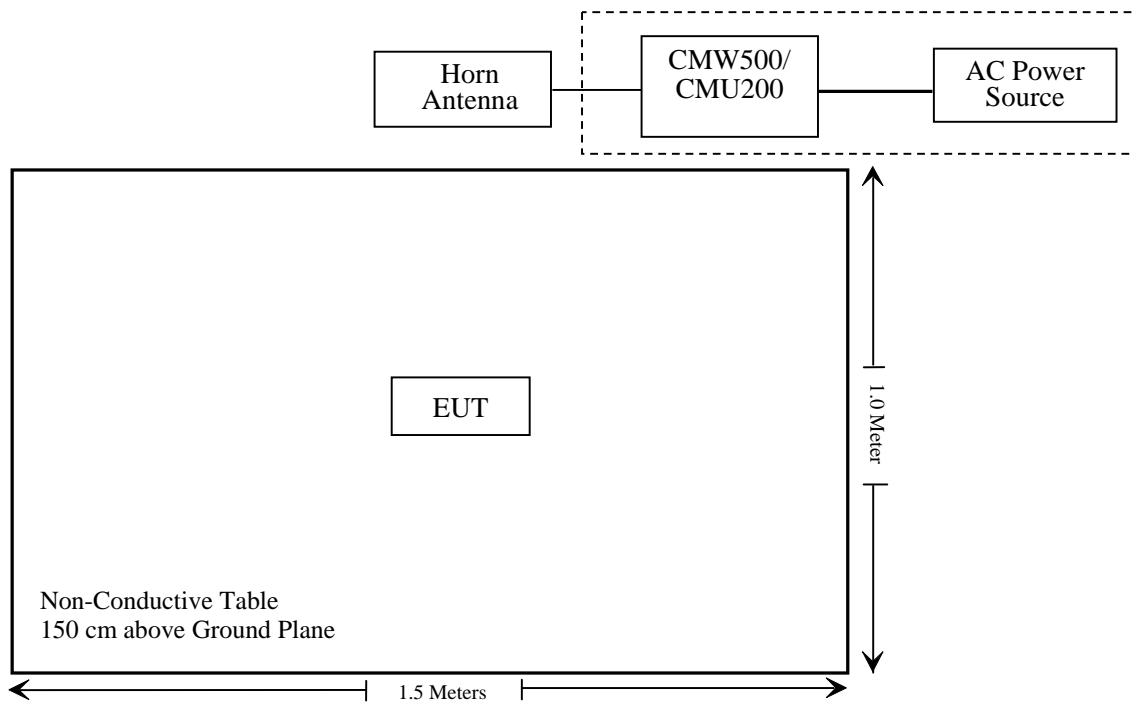 Horn
Antenna
CMW500/
CMU200
AC Power
Source
EUT
1.0 Meter
Non-Conductive Table
150 cm above Ground Plane
1.5 Meters